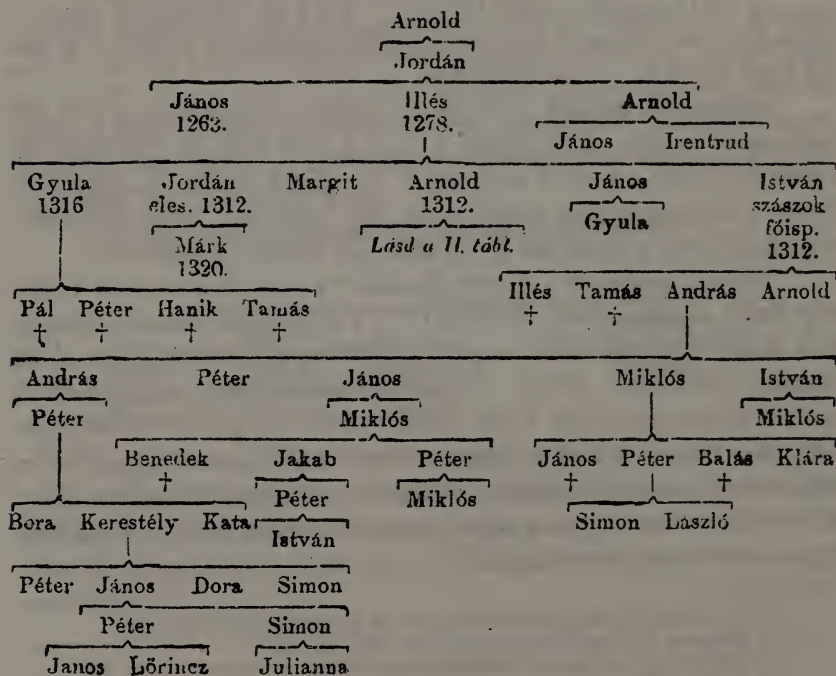 Arnold
Jordán
János Illés Arnold
1263. 1278.
János Irentrud
Gyula Jordán Margit Arnold János István
1316 eles. 1312. 1312. Gyula szászok
főisp.
Márk Lásd a II. tábl.
1320. 1312.
Illés Tamás András Arnold
† †
Pál Péter Hanik Tamás
† † † †
András Péter János Miklós István
Péter Miklós Miklós
Benedek Jakab Péter János Péter Balás Klára
† † †
Péter Miklós
Bora Kerestély Kata Simon László
István
Péter János Dora Simon
Péter Simon
Janos Lőrincz Julianna